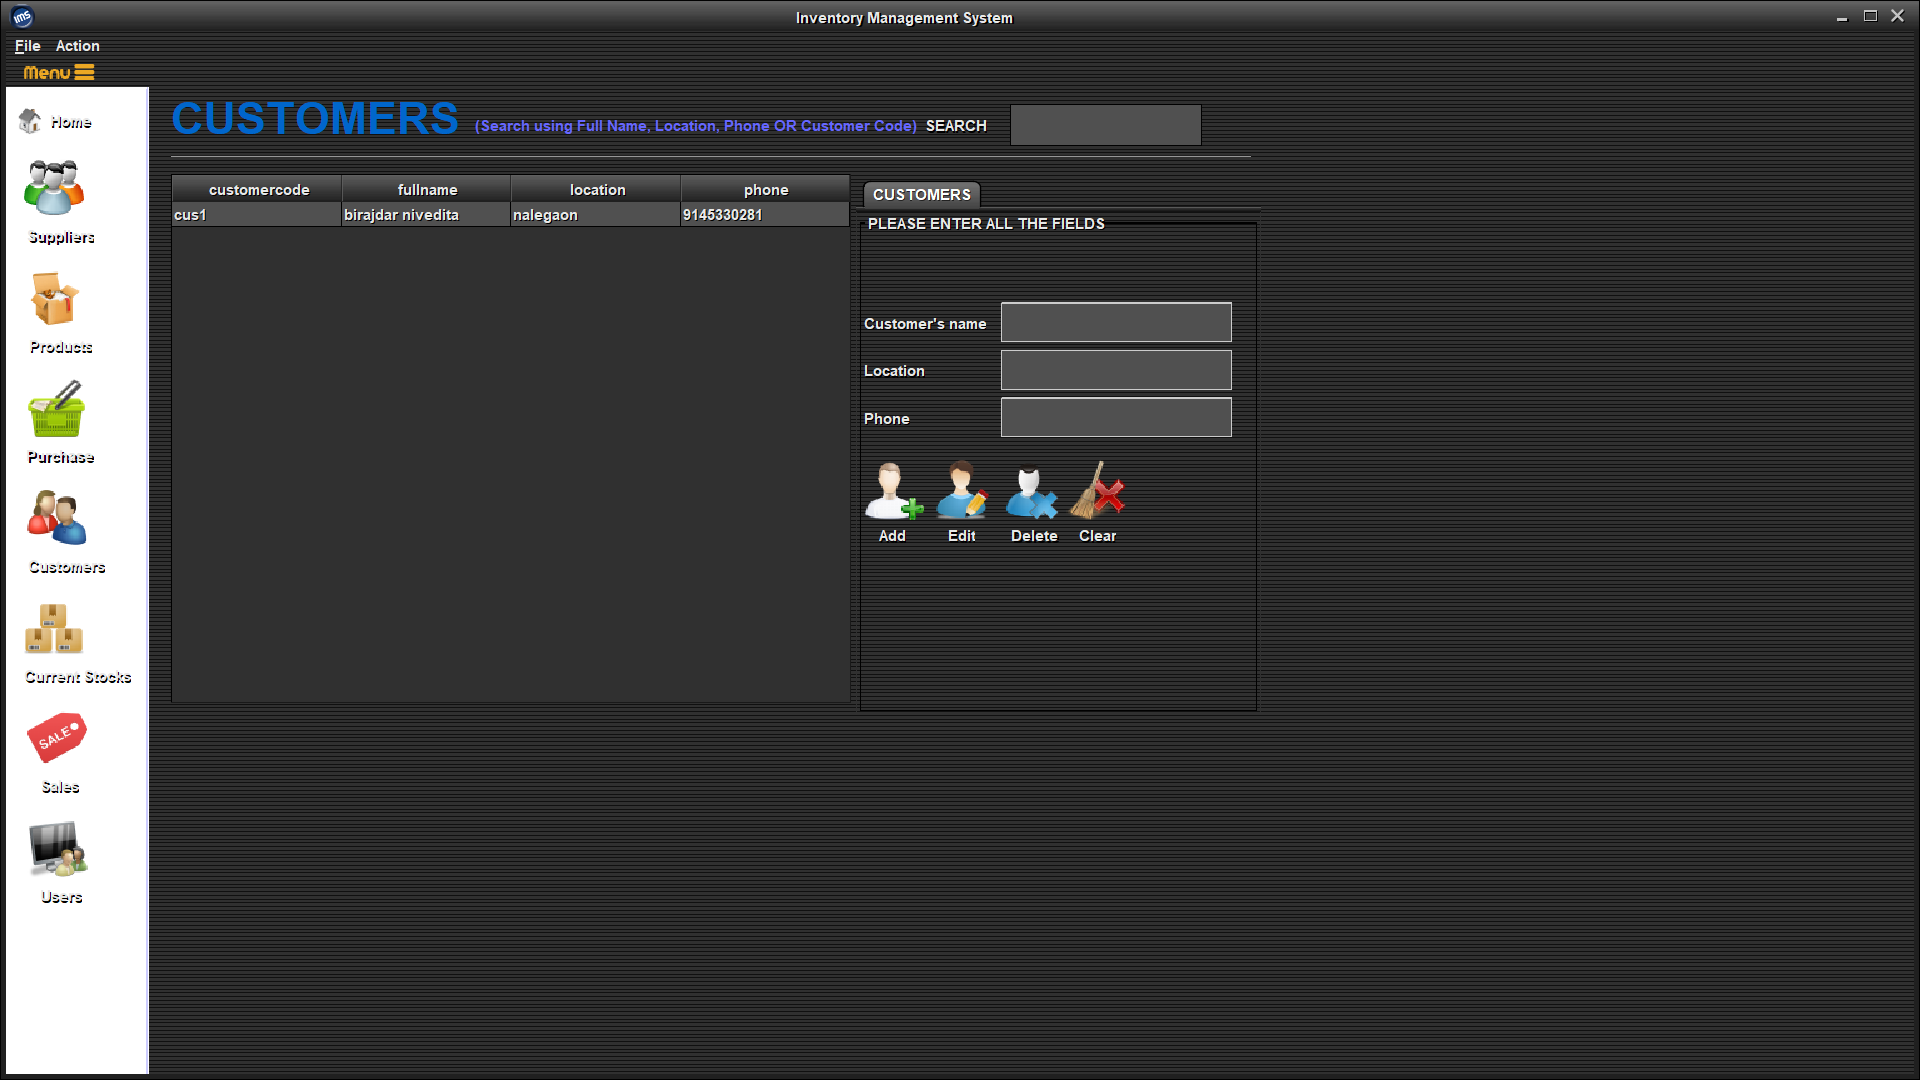 IMS
Inventory Management System
File Action
Menu
Home
Suppliers
Products
Purchase
Customers
Current Stocks
SALE
Sales
Users
CUSTOMERS (Search using Full Name, Location, Phone OR Customer Code) SEARCH
customercode fullname location phone
cus1 birajdar nivedita nalegaon 9145330281
CUSTOMERS
PLEASE ENTER ALL THE FIELDS
Customer's name
Location
Phone
Add Edit Delete Clear